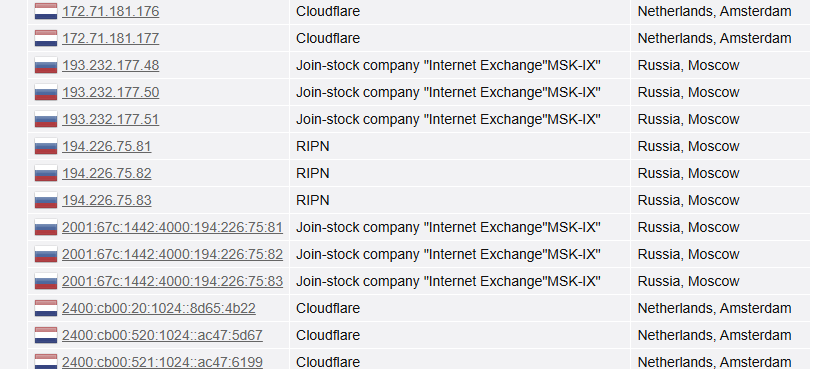 172.71.181.176 Cloudflare Netherlands, Amsterdam
172.71.181.177 Cloudflare Netherlands, Amsterdam
193.232.177.48 Join-stock company "Internet Exchange"MSK-IX" Russia, Moscow
193.232.177.50 Join-stock company "Internet Exchange"MSK-IX" Russia, Moscow
193.232.177.51 Join-stock company "Internet Exchange"MSK-IX" Russia, Moscow
194.226.75.81 RIPN Russia, Moscow
194.226.75.82 RIPN Russia, Moscow
194.226.75.83 RIPN Russia, Moscow
2001:67c:1442:4000:194:226:75:81 Join-stock company "Internet Exchange"MSK-IX" Russia, Moscow
2001:67c:1442:4000:194:226:75:82 Join-stock company "Internet Exchange"MSK-IX" Russia, Moscow
2001:67c:1442:4000:194:226:75:83 Join-stock company "Internet Exchange"MSK-IX" Russia, Moscow
2400:cb00:20:1024::8d65:4b22 Cloudflare Netherlands, Amsterdam
2400:cb00:520:1024::ac47:5d67 Cloudflare Netherlands, Amsterdam
2400:cb00:521:1024::ac47:6199 Cloudflare Netherlands, Amsterdam